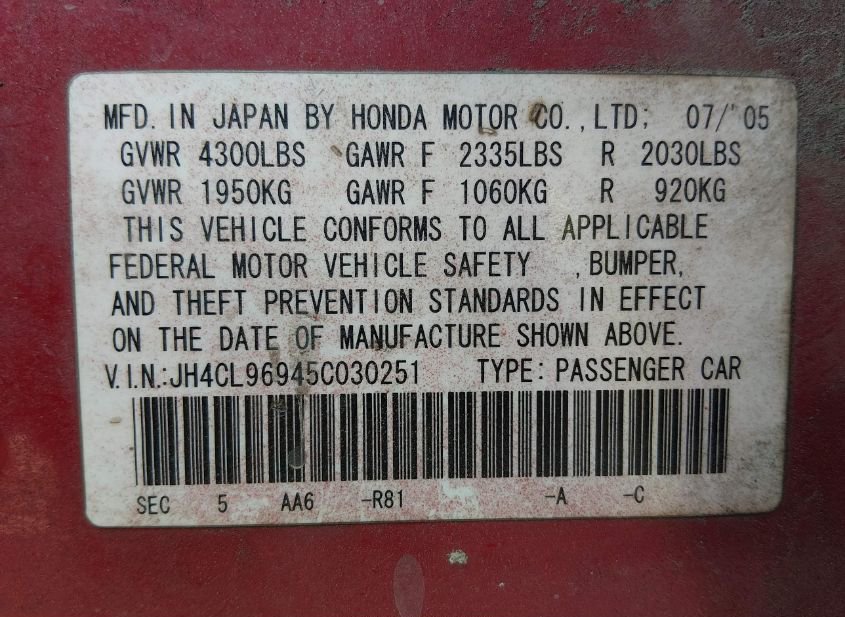 MFD. IN JAPAN BY HONDA MOTOR CO., LTD; 07/'05
GVWR 4300LBS GAWR F 2335LBS R 2030LBS
GVWR 1950KG GAWR F 1060KG R 920KG
THIS VEHICLE CONFORMS TO ALL APPLICABLE
FEDERAL MOTOR VEHICLE SAFETY , BUMPER,
AND THEFT PREVENTION STANDARDS IN EFFECT
ON THE DATE OF MANUFACTURE SHOWN ABOVE.
V.I.N.: JH4CL96945C030251 TYPE: PASSENGER CAR
SEC 5 AA6 -R81 -A -C